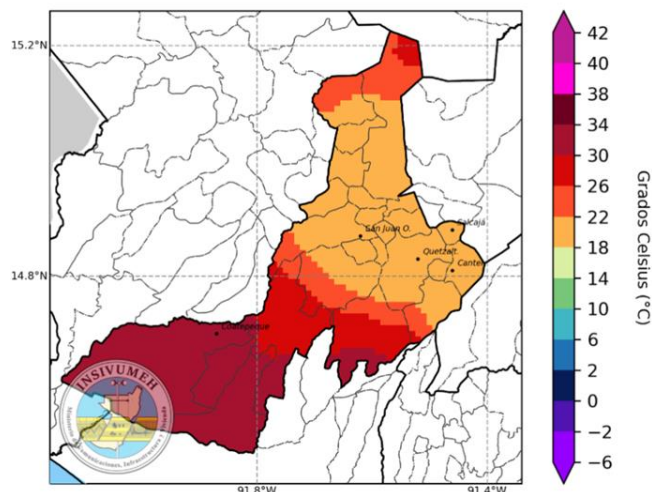 15.2°N
14.8°N
91.8°W
91.4°W
San Juan O.
Salcajá
Quetzalt.
Cantel
Coatepeque
INSIVUMEH
42
40
38
34
30
26
22
18
14
10
6
2
0
−2
−6
Grados Celsius (°C)